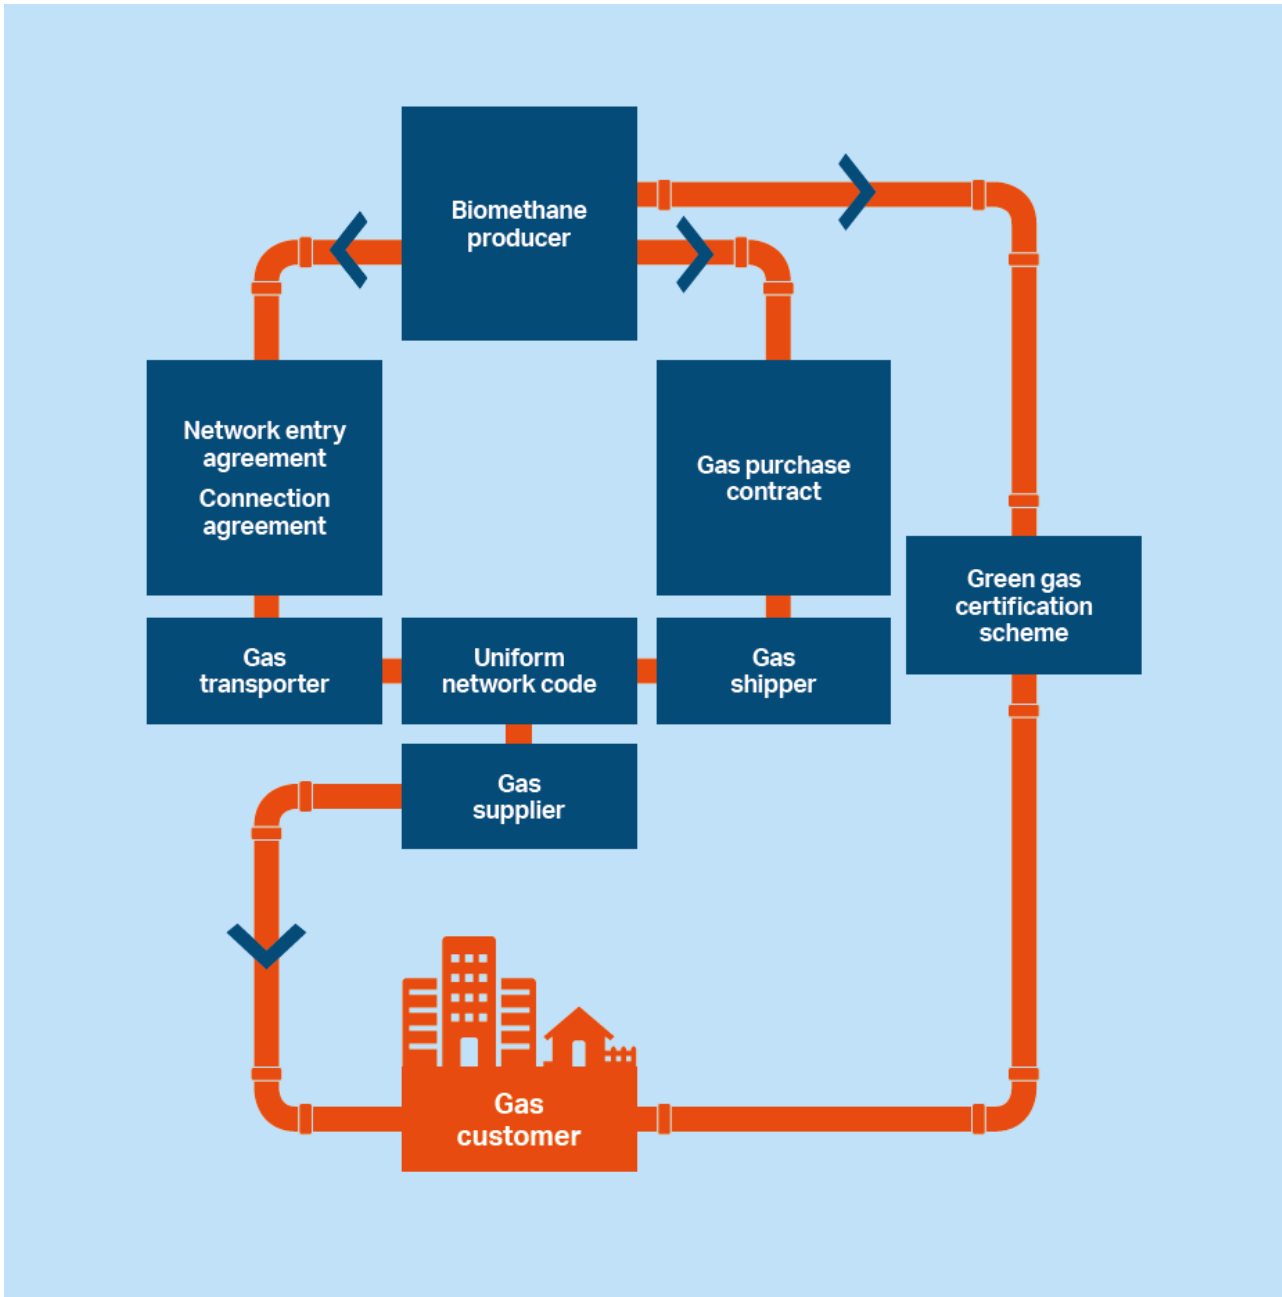 Biomethane
producer
Network entry
agreement
Connection
agreement
Gas purchase
contract
Green gas
certification
scheme
Gas
transporter
Uniform
network code
Gas
shipper
Gas
supplier
Gas
customer